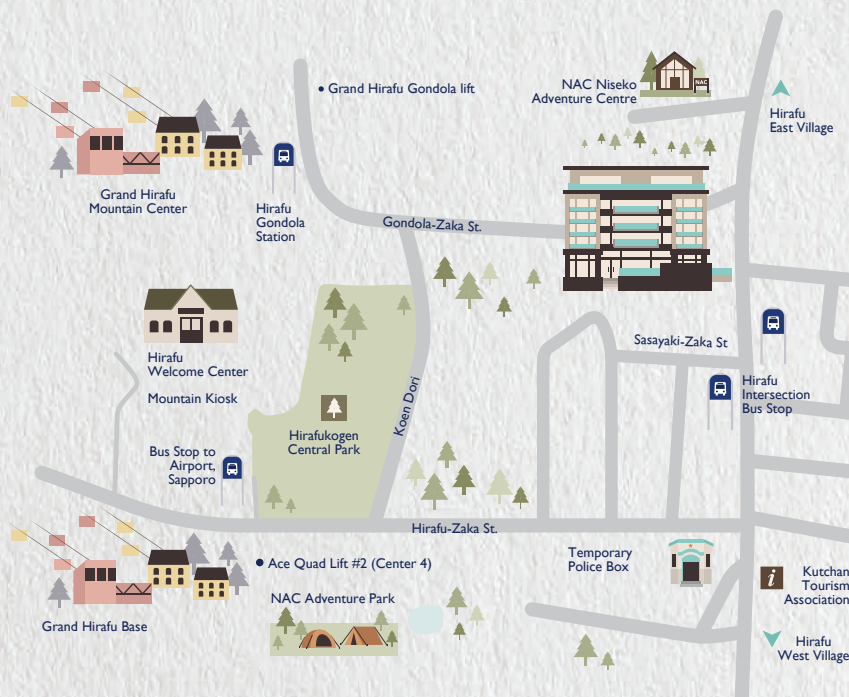 Grand Hirafu Gondola lift
NAC Niseko
Adventure Centre
NAC
Hirafu
East Village
Grand Hirafu
Mountain Center
Hirafu
Gondola
Station
Gondola-Zaka St.
Hirafu
Welcome Center
Mountain Kiosk
Sasayaki-Zaka St
Hirafu
Intersection
Bus Stop
Koen Dori
Hirafukogen
Central Park
Bus Stop to
Airport,
Sapporo
Hirafu-Zaka St.
Ace Quad Lift #2 (Center 4)
Temporary
Police Box
NAC Adventure Park
Grand Hirafu Base
i
Kutchan
Tourism
Association
Hirafu
West Village